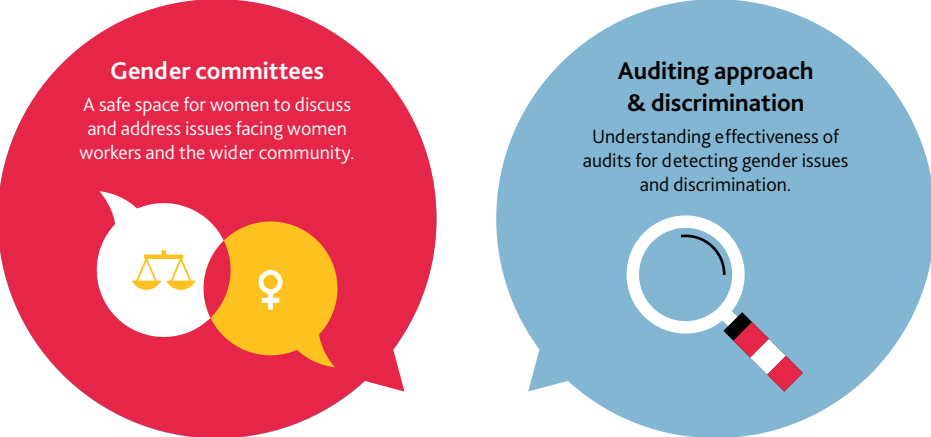 Gender committees
A safe space for women to discuss
and address issues facing women
workers and the wider community.
Auditing approach
& discrimination
Understanding effectiveness of
audits for detecting gender issues
and discrimination.